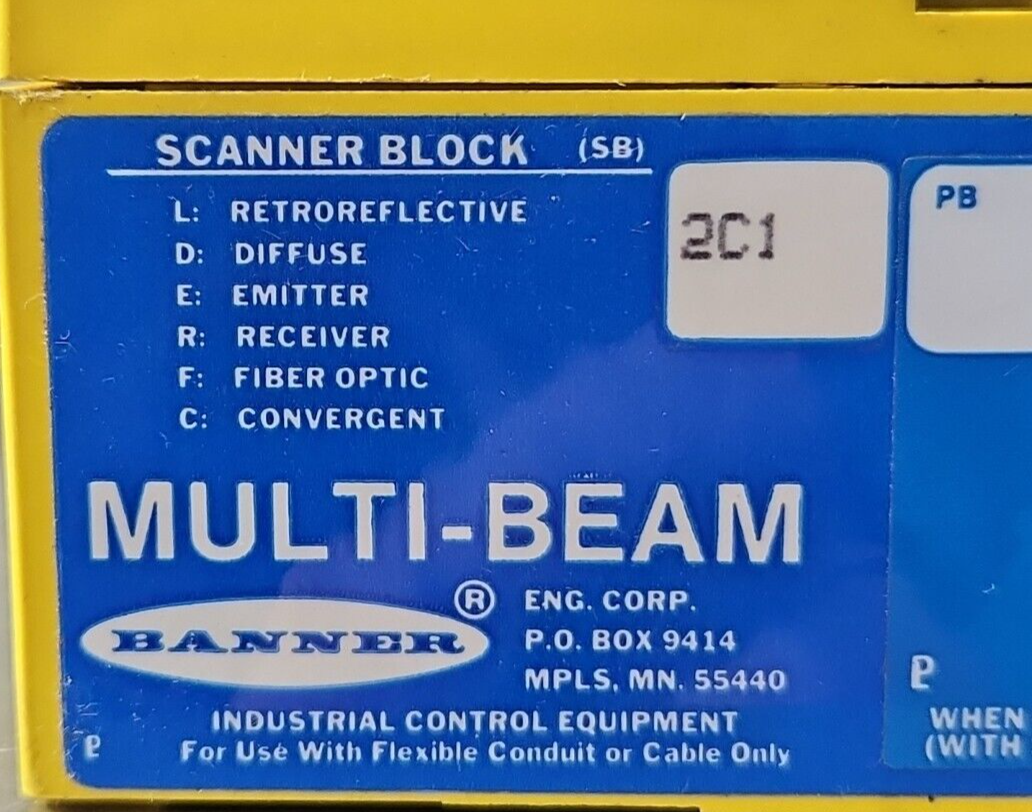 SCANNER BLOCK (SB)
L: RETROREFLECTIVE
D: DIFFUSE
E: EMITTER
R: RECEIVER
F: FIBER OPTIC
C: CONVERGENT
2C1
PB
MULTI-BEAM
®
BANNER
ENG. CORP.
P.O. BOX 9414
MPLS, MN. 55440
INDUSTRIAL CONTROL EQUIPMENT
For Use With Flexible Conduit or Cable Only
WHEN
(WITH